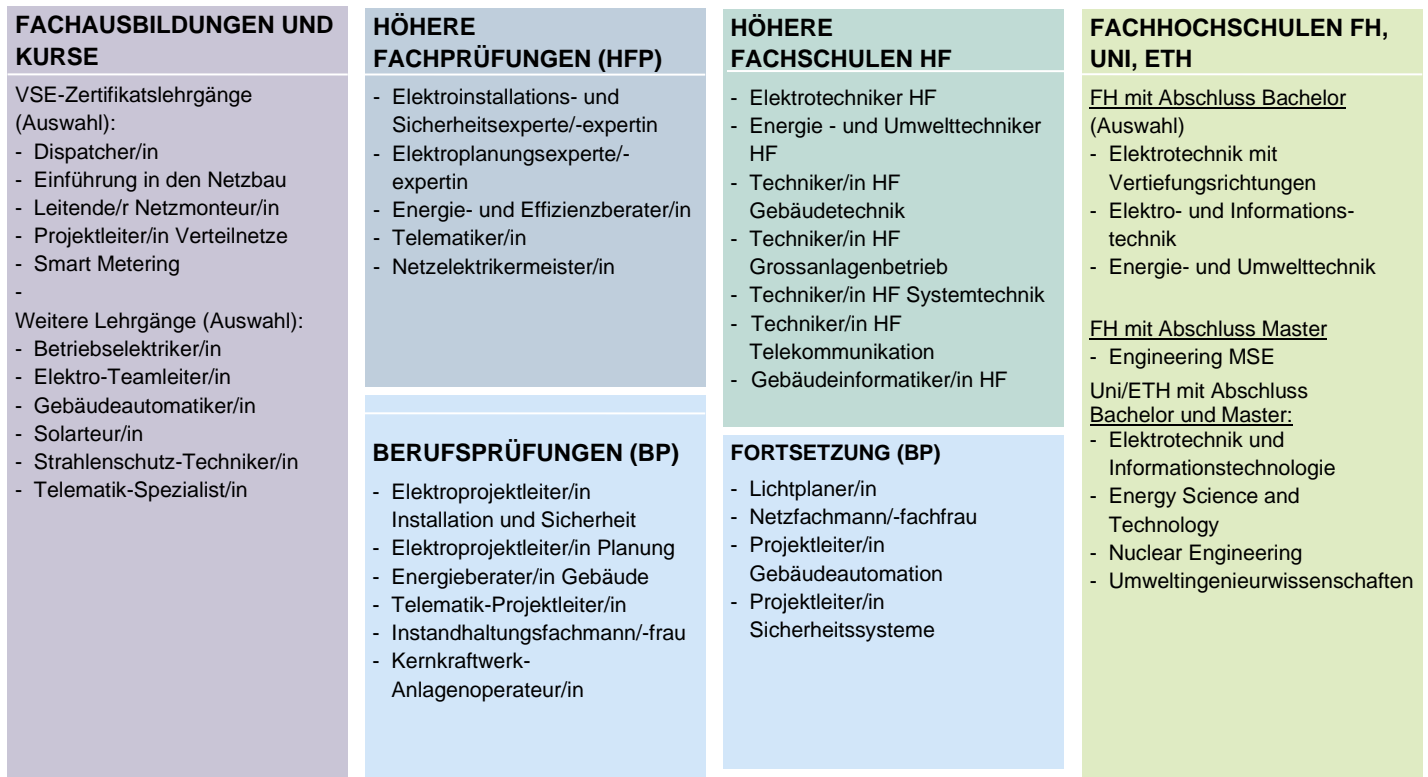 FACHAUSBILDUNGEN UND
KURSE
VSE-Zertifikatslehrgänge
(Auswahl):
- Dispatcher/in
- Einführung in den Netzbau
- Leitende/r Netzmonteur/in
- Projektleiter/in Verteilnetze
- Smart Metering
-
Weitere Lehrgänge (Auswahl):
- Betriebselektriker/in
- Elektro-Teamleiter/in
- Gebäudeautomatiker/in
- Solarteur/in
- Strahlenschutz-Techniker/in
- Telematik-Spezialist/in
HÖHERE
FACHPRÜFUNGEN (HFP)
- Elektroinstallations- und
Sicherheitsexperte/-expertin
- Elektroplanungsexperte/-
expertin
- Energie- und Effizienzberater/in
- Telematiker/in
- Netzelektrikermeister/in
BERUFSPRÜFUNGEN (BP)
- Elektroprojektleiter/in
Installation und Sicherheit
- Elektroprojektleiter/in Planung
- Energieberater/in Gebäude
- Telematik-Projektleiter/in
- Instandhaltungsfachmann/-frau
- Kernkraftwerk-
Anlagenoperateur/in
HÖHERE
FACHSCHULEN HF
- Elektrotechniker HF
- Energie - und Umwelttechniker
HF
- Techniker/in HF
Gebäudetechnik
- Techniker/in HF
Grossanlagenbetrieb
- Techniker/in HF Systemtechnik
- Techniker/in HF
Telekommunikation
- Gebäudeinformatiker/in HF
FORTSETZUNG (BP)
- Lichtplaner/in
- Netzfachmann/-fachfrau
- Projektleiter/in
Gebäudeautomation
- Projektleiter/in
Sicherheitssysteme
FACHHOCHSCHULEN FH,
UNI, ETH
FH mit Abschluss Bachelor
(Auswahl)
- Elektrotechnik mit
Vertiefungsrichtungen
- Elektro- und Informations-
technik
- Energie- und Umwelttechnik
FH mit Abschluss Master
- Engineering MSE
Uni/ETH mit Abschluss
Bachelor und Master:
- Elektrotechnik und
Informationstechnologie
- Energy Science and
Technology
- Nuclear Engineering
- Umweltingenieurwissenschaften